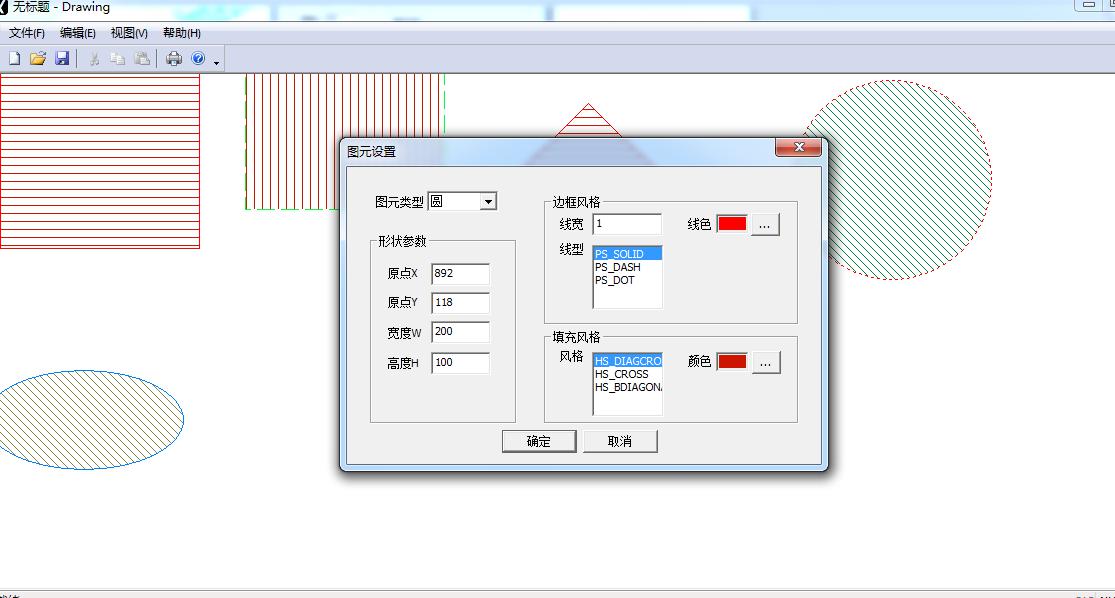 无标题 - Drawing
文件(F) 编辑(E) 视图(V) 帮助(H)
图元设置
图元类型 圆
形状参数
原点X 892
原点Y 118
宽度W 200
高度H 100
边框风格
线宽 1 线色 ...
线型
PS_SOLID
PS_DASH
PS_DOT
填充风格
风格 颜色 ...
HS_DIAGCRO
HS_CROSS
HS_BDIAGON
确定 取消